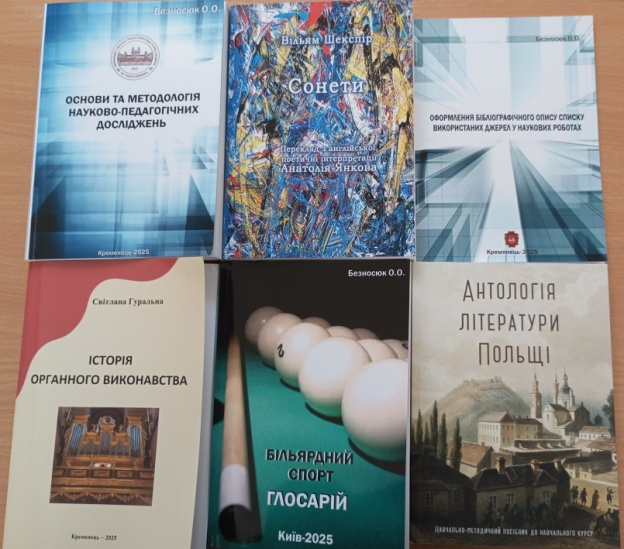 Безносюк О.О.
ОСНОВИ ТА МЕТОДОЛОГІЯ
НАУКОВО-ПЕДАГОГІЧНИХ
ДОСЛІДЖЕНЬ
Кременець-2025
Вільям Шекспір
Сонети
Переклад з англійської
поетичні інтерпретації
Анатолія Янкова
Безносюк О.О.
ОФОРМЛЕННЯ БІБЛІОГРАФІЧНОГО ОПИСУ СПИСКУ
ВИКОРИСТАНИХ ДЖЕРЕЛ У НАУКОВИХ РОБОТАХ
Кременець-2025
Світлана Гуральна
ІСТОРІЯ
ОРГАННОГО ВИКОНАВСТВА
Кременець – 2025
Безносюк О.О.
2
БІЛЬЯРДНИЙ
СПОРТ
ГЛОСАРІЙ
Київ-2025
Антологія
літератури
Польщі
Навчально-методичний посібник до навчального курсу